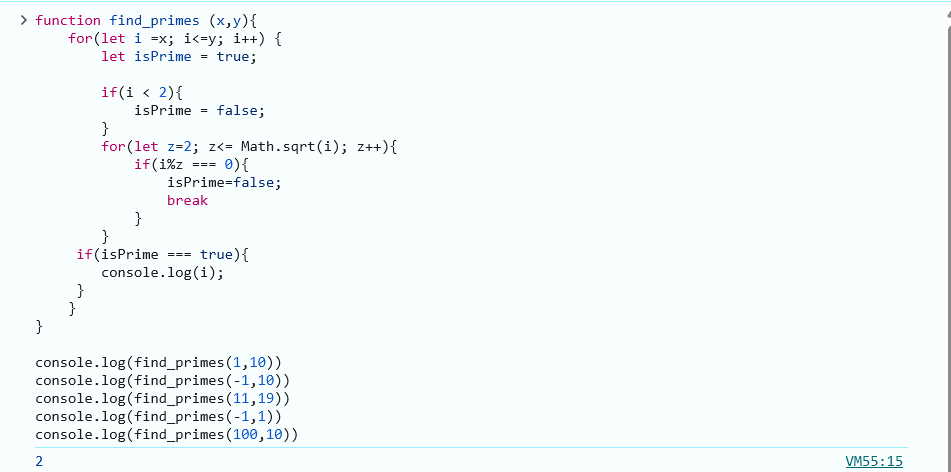 function find_primes (x,y){
    for(let i =x; i<=y; i++) {
        let isPrime = true;

        if(i < 2){
            isPrime = false;
        }
        for(let z=2; z<= Math.sqrt(i); z++){
            if(i%z === 0){
                isPrime=false;
                break
            }
        }
     if(isPrime === true){
        console.log(i);
     }
    }
}

console.log(find_primes(1,10))
console.log(find_primes(-1,10))
console.log(find_primes(11,19))
console.log(find_primes(-1,1))
console.log(find_primes(100,10))
2 VM55:15